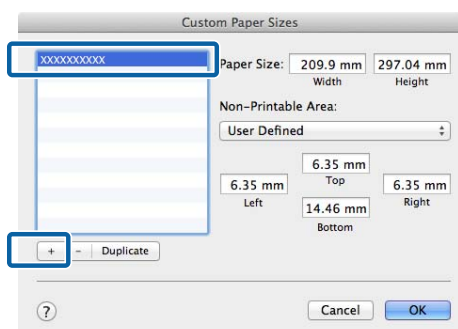 Custom Paper Sizes
XXXXXXXXXX
Paper Size: 209.9 mm 297.04 mm
Width Height
Non-Printable Area:
User Defined
6.35 mm
Top
6.35 mm 6.35 mm
Left Right
14.46 mm
Bottom
+ - Duplicate
? Cancel OK